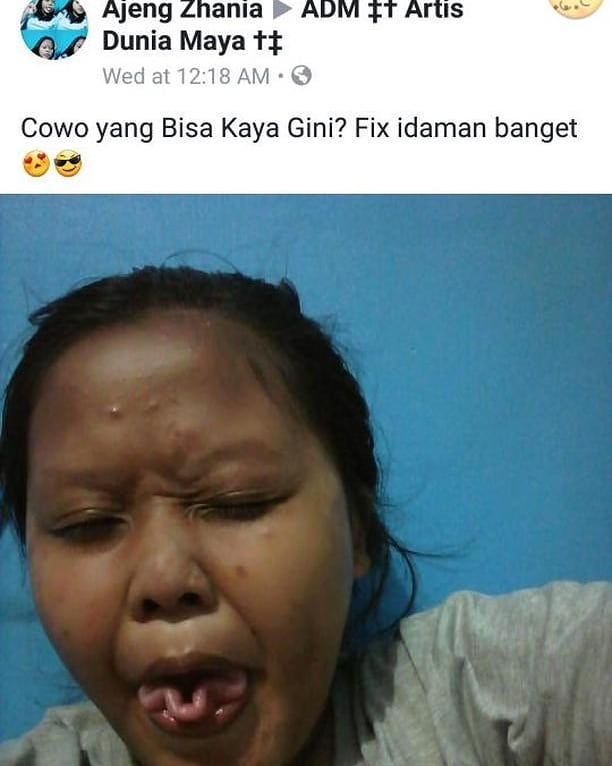 Ajeng Zhania ▶ ADM ‡† Artis
Dunia Maya †‡
Wed at 12:18 AM •
Cowo yang Bisa Kaya Gini? Fix idaman banget
😍😎